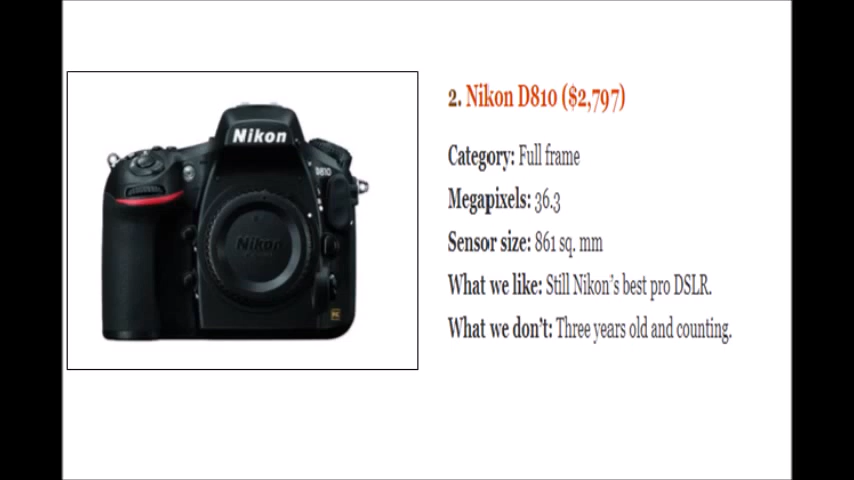 Nikon
D810
Nikon
2. Nikon D810 ($2,797)
Category: Full frame
Megapixels: 36.3
Sensor size: 861 sq. mm
What we like: Still Nikon's best pro DSLR.
What we don't: Three years old and counting.